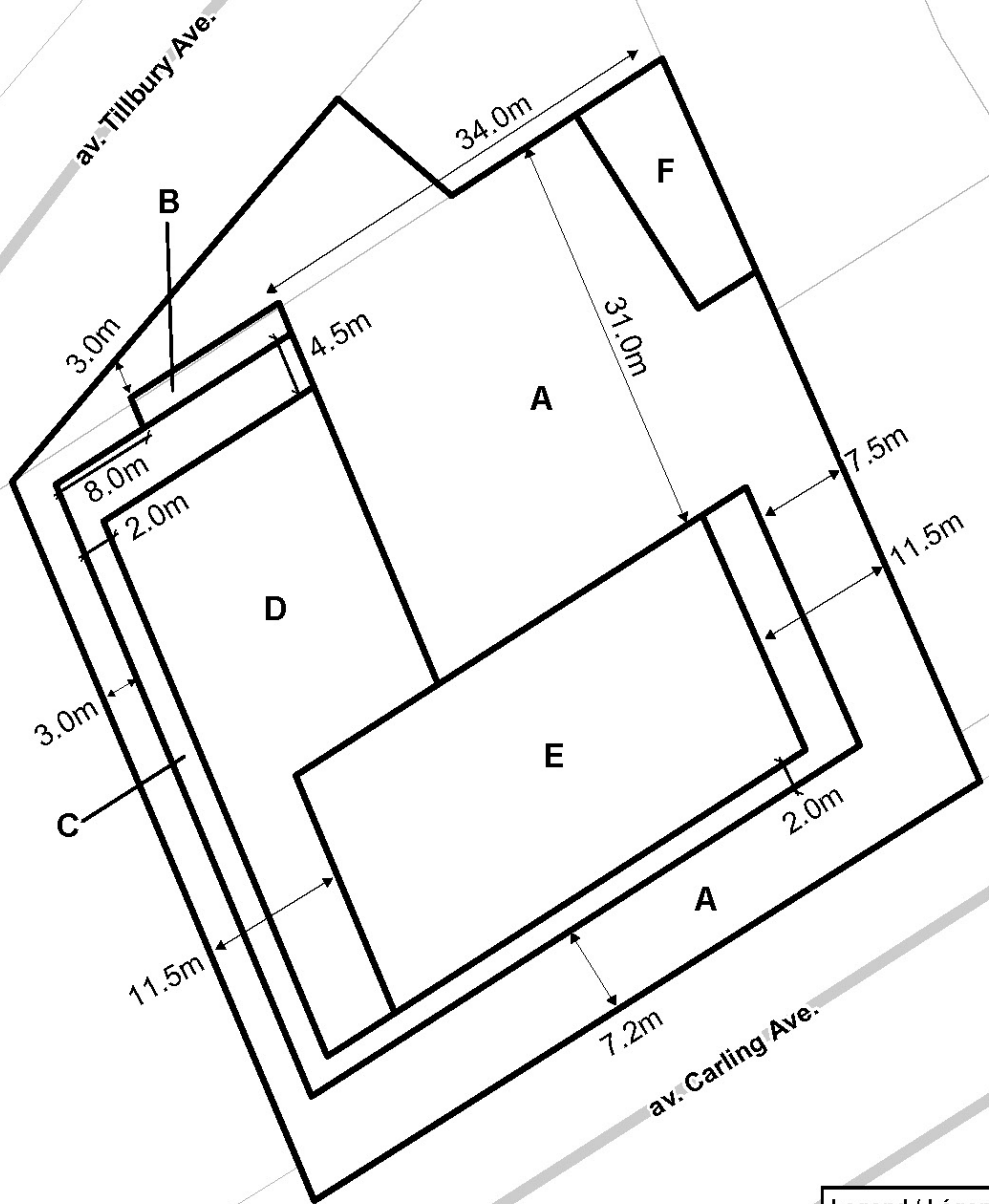 av. Tillbury Ave.
34.0m
F
B
3.0m
4.5m
31.0m
A
8.0m
2.0m
7.5m
11.5m
D
3.0m
E
C
2.0m
A
11.5m
7.2m
av. Carling Ave.